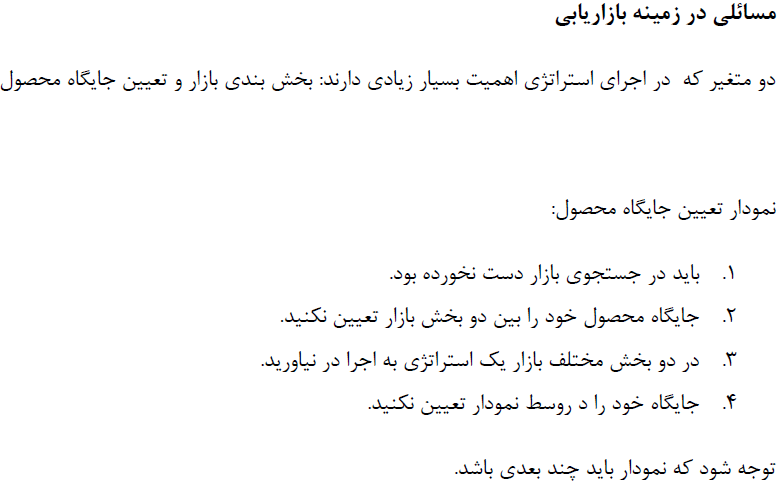 مسائلی در زمینه بازاریابی
دو متغیر که در اجرای استراتژی اهمیت بسیار زیادی دارند: بخش بندی بازار و تعیین جایگاه محصول
نمودار تعیین جایگاه محصول:
۱. باید در جستجوی بازار دست نخورده بود.
۲. جایگاه محصول خود را بین دو بخش بازار تعیین نکنید.
۳. در دو بخش مختلف بازار یک استراتژی به اجرا در نیاورید.
۴. جایگاه خود را د روسط نمودار تعیین نکنید.
توجه شود که نمودار باید چند بعدی باشد.